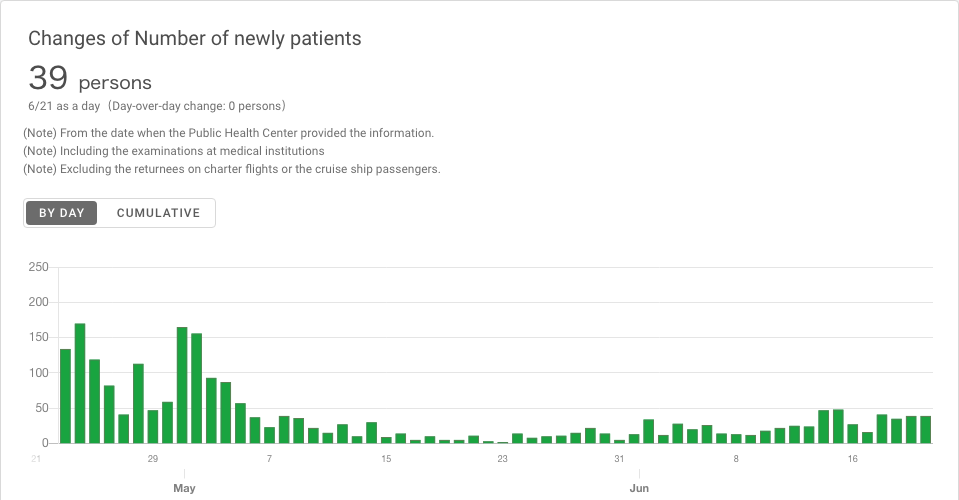 Changes of Number of newly patients
39 persons
6/21 as a day（Day-over-day change: 0 persons）
(Note) From the date when the Public Health Center provided the information.
(Note) Including the examinations at medical institutions
(Note) Excluding the returnees on charter flights or the cruise ship passengers.
BY DAY CUMULATIVE
250
200
150
100
50
0
21 29 7 15 23 31 8 16
May Jun